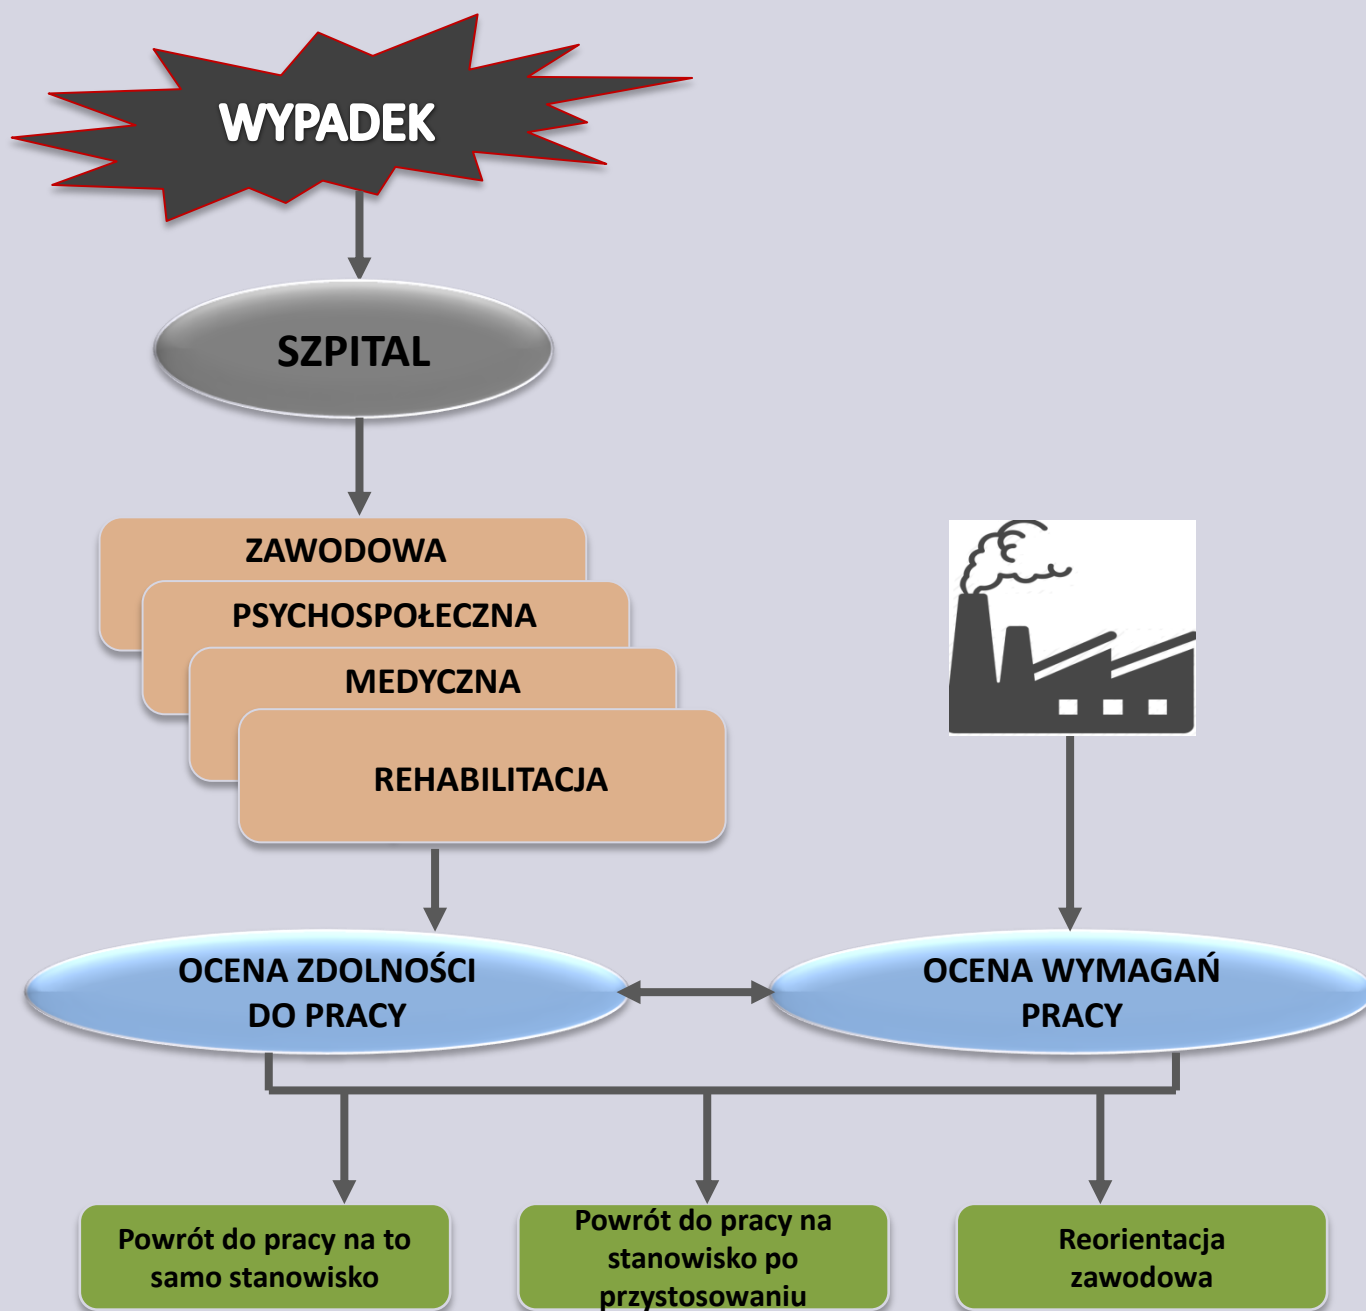 WYPADEK
SZPITAL
ZAWODOWA
PSYCHOSPOŁECZNA
MEDYCZNA
REHABILITACJA
OCENA ZDOLNOŚCI
DO PRACY
OCENA WYMAGAŃ
PRACY
Powrót do pracy na to
samo stanowisko
Powrót do pracy na
stanowisko po
przystosowaniu
Reorientacja
zawodowa